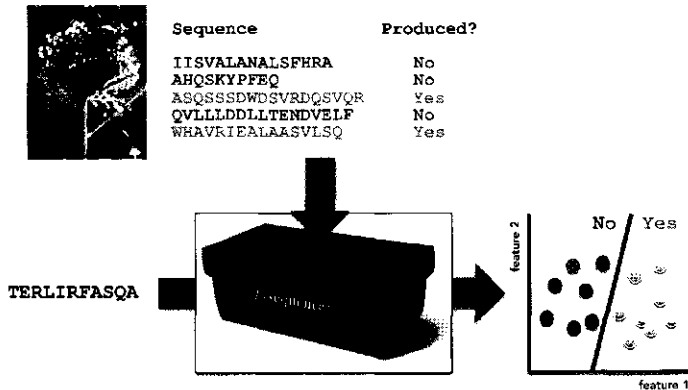 Sequence Produced?
IISVALANALSFHRA No
AHQSKYPFEQ No
ASQSSSDWDSVRDQSVQR Yes
QVLLLDDLLTENDVELF No
WHAVRIEALAASVLSQ Yes
No Yes
feature 2
TERLIRFASQA
feature 1